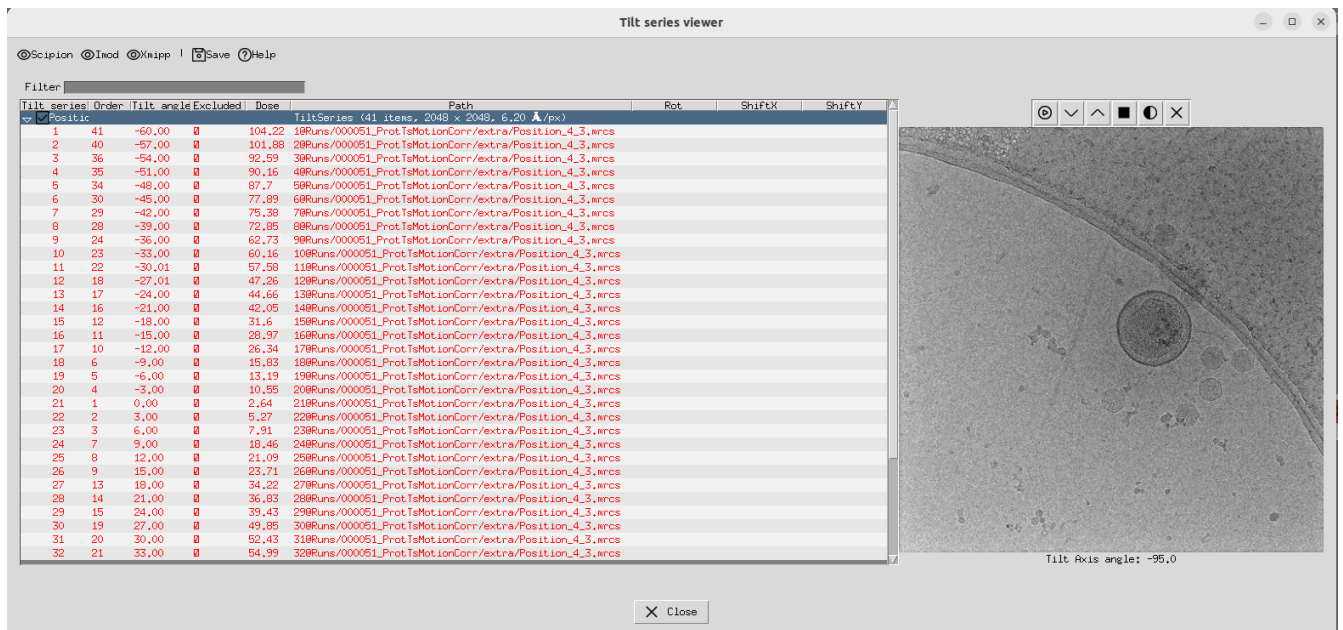 Tilt series viewer
Scipion Imod Xmipp Save Help
Filter
Tilt series Order Tilt angle Excluded Dose Path Rot ShiftX ShiftY
Positic TiltSeries (41 items, 2048 x 2048, 6.20 Å/px)
1 41 -60.00 104.22 1@Runs/000051_ProtTsMotionCorr/extra/Position_4_3.mrcs
2 40 -57.00 101.88 2@Runs/000051_ProtTsMotionCorr/extra/Position_4_3.mrcs
3 36 -54.00 92.59 3@Runs/000051_ProtTsMotionCorr/extra/Position_4_3.mrcs
4 35 -51.00 90.16 4@Runs/000051_ProtTsMotionCorr/extra/Position_4_3.mrcs
5 34 -48.00 87.7 5@Runs/000051_ProtTsMotionCorr/extra/Position_4_3.mrcs
6 30 -45.00 77.89 6@Runs/000051_ProtTsMotionCorr/extra/Position_4_3.mrcs
7 29 -42.00 75.38 7@Runs/000051_ProtTsMotionCorr/extra/Position_4_3.mrcs
8 28 -39.00 72.85 8@Runs/000051_ProtTsMotionCorr/extra/Position_4_3.mrcs
9 24 -36.00 62.73 9@Runs/000051_ProtTsMotionCorr/extra/Position_4_3.mrcs
10 23 -33.00 60.16 10@Runs/000051_ProtTsMotionCorr/extra/Position_4_3.mrcs
11 22 -30.01 57.58 11@Runs/000051_ProtTsMotionCorr/extra/Position_4_3.mrcs
12 18 -27.01 47.26 12@Runs/000051_ProtTsMotionCorr/extra/Position_4_3.mrcs
13 17 -24.00 44.66 13@Runs/000051_ProtTsMotionCorr/extra/Position_4_3.mrcs
14 16 -21.00 42.05 14@Runs/000051_ProtTsMotionCorr/extra/Position_4_3.mrcs
15 12 -18.00 31.6 15@Runs/000051_ProtTsMotionCorr/extra/Position_4_3.mrcs
16 11 -15.00 28.97 16@Runs/000051_ProtTsMotionCorr/extra/Position_4_3.mrcs
17 10 -12.00 26.34 17@Runs/000051_ProtTsMotionCorr/extra/Position_4_3.mrcs
18 6 -9.00 15.83 18@Runs/000051_ProtTsMotionCorr/extra/Position_4_3.mrcs
19 5 -6.00 13.19 19@Runs/000051_ProtTsMotionCorr/extra/Position_4_3.mrcs
20 4 -3.00 10.55 20@Runs/000051_ProtTsMotionCorr/extra/Position_4_3.mrcs
21 1 0.00 2.64 21@Runs/000051_ProtTsMotionCorr/extra/Position_4_3.mrcs
22 2 3.00 5.27 22@Runs/000051_ProtTsMotionCorr/extra/Position_4_3.mrcs
23 3 6.00 7.91 23@Runs/000051_ProtTsMotionCorr/extra/Position_4_3.mrcs
24 7 9.00 18.46 24@Runs/000051_ProtTsMotionCorr/extra/Position_4_3.mrcs
25 8 12.00 21.09 25@Runs/000051_ProtTsMotionCorr/extra/Position_4_3.mrcs
26 9 15.00 23.71 26@Runs/000051_ProtTsMotionCorr/extra/Position_4_3.mrcs
27 13 18.00 34.22 27@Runs/000051_ProtTsMotionCorr/extra/Position_4_3.mrcs
28 14 21.00 36.83 28@Runs/000051_ProtTsMotionCorr/extra/Position_4_3.mrcs
29 15 24.00 39.43 29@Runs/000051_ProtTsMotionCorr/extra/Position_4_3.mrcs
30 19 27.00 49.85 30@Runs/000051_ProtTsMotionCorr/extra/Position_4_3.mrcs
31 20 30.00 52.43 31@Runs/000051_ProtTsMotionCorr/extra/Position_4_3.mrcs
32 21 33.00 54.99 32@Runs/000051_ProtTsMotionCorr/extra/Position_4_3.mrcs
Tilt Axis angle: -95.0
Close